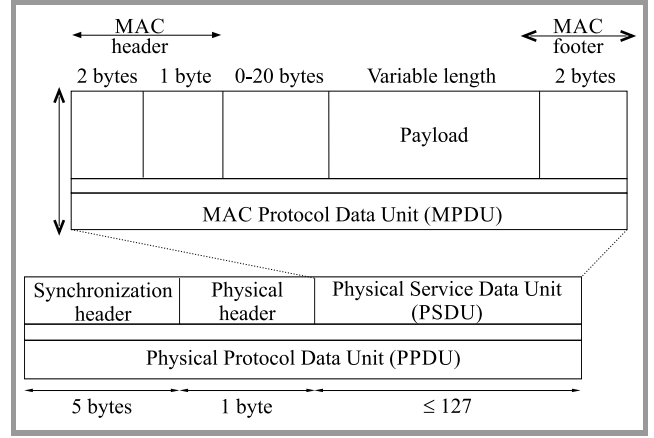 MAC header
MAC footer
2 bytes 1 byte 0-20 bytes Variable length 2 bytes
Payload
MAC Protocol Data Unit (MPDU)
Synchronization header
Physical header
Physical Service Data Unit (PSDU)
Physical Protocol Data Unit (PPDU)
5 bytes 1 byte ≤ 127